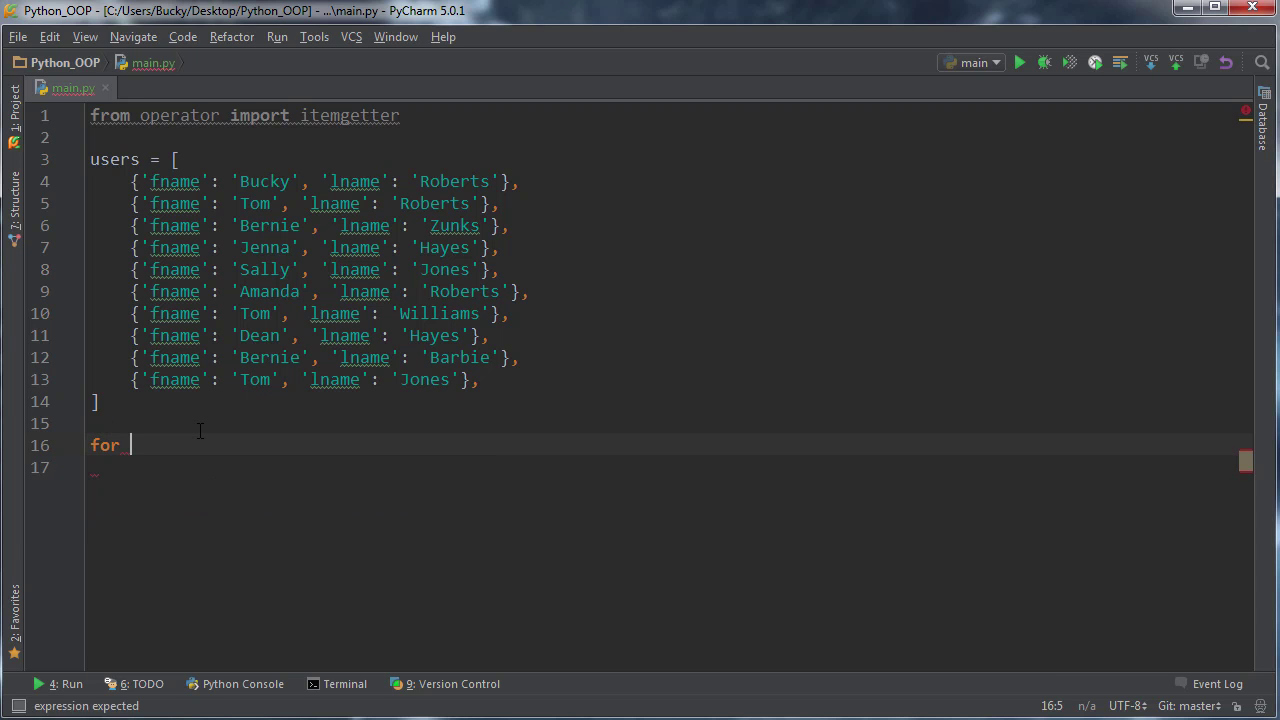 Python_OOP - [C:/Users/Bucky/Desktop/Python_OOP] - ...\main.py - PyCharm 5.0.1
File Edit View Navigate Code Refactor Run Tools VCS Window Help
Python_OOP main.py main VCS VCS
main.py
1: Project
7: Structure
2: Favorites
Database
1 from operator import itemgetter
2
3 users = [
4 {'fname': 'Bucky', 'lname': 'Roberts'},
5 {'fname': 'Tom', 'lname': 'Roberts'},
6 {'fname': 'Bernie', 'lname': 'Zunks'},
7 {'fname': 'Jenna', 'lname': 'Hayes'},
8 {'fname': 'Sally', 'lname': 'Jones'},
9 {'fname': 'Amanda', 'lname': 'Roberts'},
10 {'fname': 'Tom', 'lname': 'Williams'},
11 {'fname': 'Dean', 'lname': 'Hayes'},
12 {'fname': 'Bernie', 'lname': 'Barbie'},
13 {'fname': 'Tom', 'lname': 'Jones'},
14 ]
15
16 for
17
4: Run 6: TODO Python Console Terminal 9: Version Control Event Log
expression expected 16:5 n/a UTF-8 Git: master